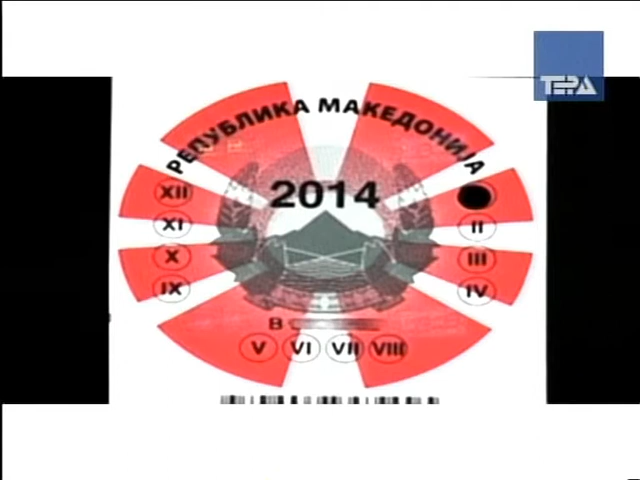 ТЕРА
РЕПУБЛИКА МАКЕДОНИЈА
2014
XII
XI
II
X
III
IX
IV
В
V VI VII VIII